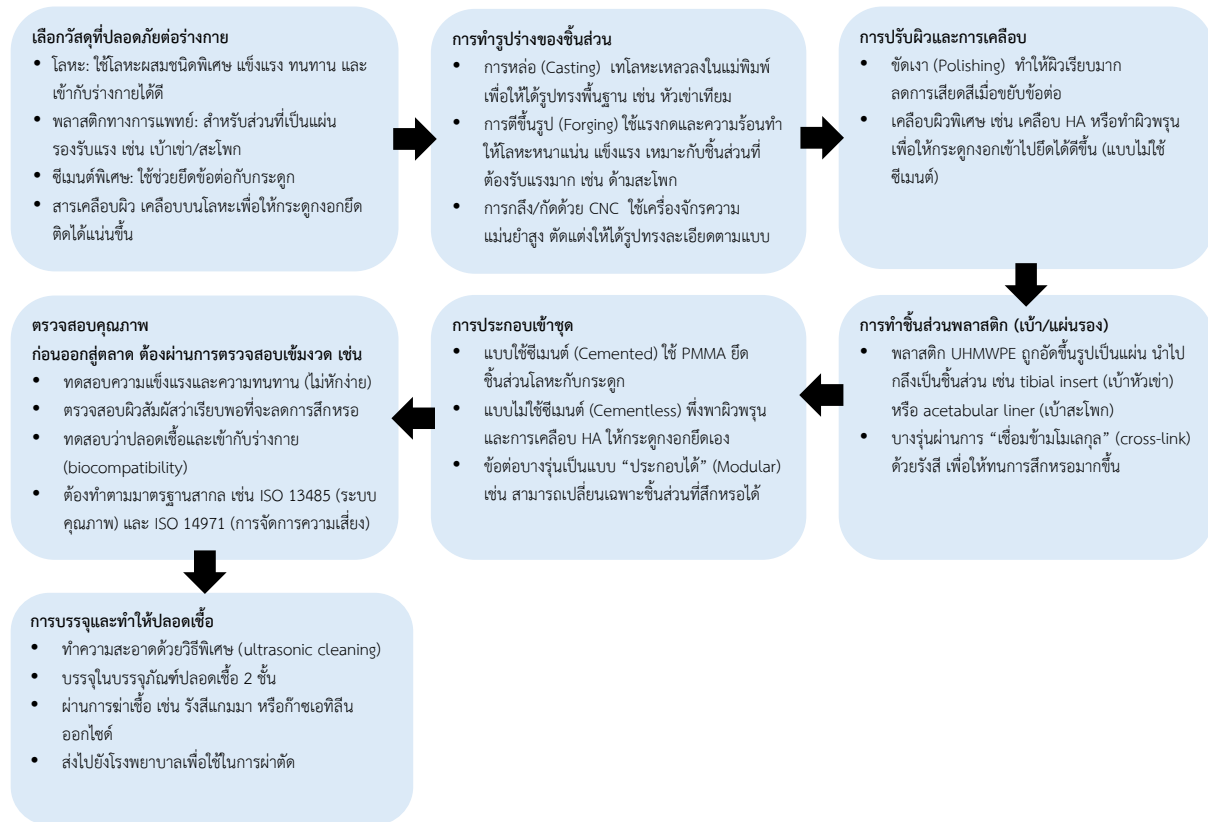 เลือกวัสดุที่ปลอดภัยต่อร่างกาย
• โลหะ: ใช้โลหะผสมชนิดพิเศษ แข็งแรง ทนทาน และ
เข้ากับร่างกายได้ดี
• พลาสติกทางการแพทย์: สำหรับส่วนที่เป็นแผ่น
รองรับแรง เช่น เบ้าเข่า/สะโพก
• ซีเมนต์พิเศษ: ใช้ช่วยยึดข้อต่อกับกระดูก
• สารเคลือบผิว เคลือบบนโลหะเพื่อให้กระดูกงอกยึด
ติดได้แน่นขึ้น
การทำรูปร่างของชิ้นส่วน
• การหล่อ (Casting) เทโลหะเหลวลงในแม่พิมพ์
เพื่อให้ได้รูปทรงพื้นฐาน เช่น หัวเข่าเทียม
• การตีขึ้นรูป (Forging) ใช้แรงกดและความร้อนทำ
ให้โลหะหนาแน่น แข็งแรง เหมาะกับชิ้นส่วนที่
ต้องรับแรงมาก เช่น ด้ามสะโพก
• การกลึง/กัดด้วย CNC ใช้เครื่องจักรความ
แม่นยำสูง ตัดแต่งให้ได้รูปทรงละเอียดตามแบบ
การปรับผิวและการเคลือบ
• ขัดเงา (Polishing) ทำให้ผิวเรียบมาก
ลดการเสียดสีเมื่อขยับข้อต่อ
• เคลือบผิวพิเศษ เช่น เคลือบ HA หรือทำผิวพรุน
เพื่อให้กระดูกงอกเข้าไปยึดได้ดีขึ้น (แบบไม่ใช้
ซีเมนต์)
การทำชิ้นส่วนพลาสติก (เบ้า/แผ่นรอง)
• พลาสติก UHMWPE ถูกอัดขึ้นรูปเป็นแผ่น นำไป
กลึงเป็นชิ้นส่วน เช่น tibial insert (เบ้าหัวเข่า)
หรือ acetabular liner (เบ้าสะโพก)
• บางรุ่นผ่านการ “เชื่อมข้ามโมเลกุล” (cross-link)
ด้วยรังสี เพื่อให้ทนการสึกหรอมากขึ้น
การประกอบเข้าชุด
• แบบใช้ซีเมนต์ (Cemented) ใช้ PMMA ยึด
ชิ้นส่วนโลหะกับกระดูก
• แบบไม่ใช้ซีเมนต์ (Cementless) พึ่งพาผิวพรุน
และการเคลือบ HA ให้กระดูกงอกยึดเอง
• ข้อต่อบางรุ่นเป็นแบบ “ประกอบได้” (Modular)
เช่น สามารถเปลี่ยนเฉพาะชิ้นส่วนที่สึกหรอได้
ตรวจสอบคุณภาพ
ก่อนออกสู่ตลาด ต้องผ่านการตรวจสอบเข้มงวด เช่น
• ทดสอบความแข็งแรงและความทนทาน (ไม่หักง่าย)
• ตรวจสอบผิวสัมผัสว่าเรียบพอที่จะลดการสึกหรอ
• ทดสอบว่าปลอดเชื้อและเข้ากับร่างกาย
(biocompatibility)
• ต้องทำตามมาตรฐานสากล เช่น ISO 13485 (ระบบ
คุณภาพ) และ ISO 14971 (การจัดการความเสี่ยง)
การบรรจุและทำให้ปลอดเชื้อ
• ทำความสะอาดด้วยวิธีพิเศษ (ultrasonic cleaning)
• บรรจุในบรรจุภัณฑ์ปลอดเชื้อ 2 ชั้น
• ผ่านการฆ่าเชื้อ เช่น รังสีแกมมา หรือก๊าซเอทิลีน
ออกไซด์
• ส่งไปยังโรงพยาบาลเพื่อใช้ในการผ่าตัด